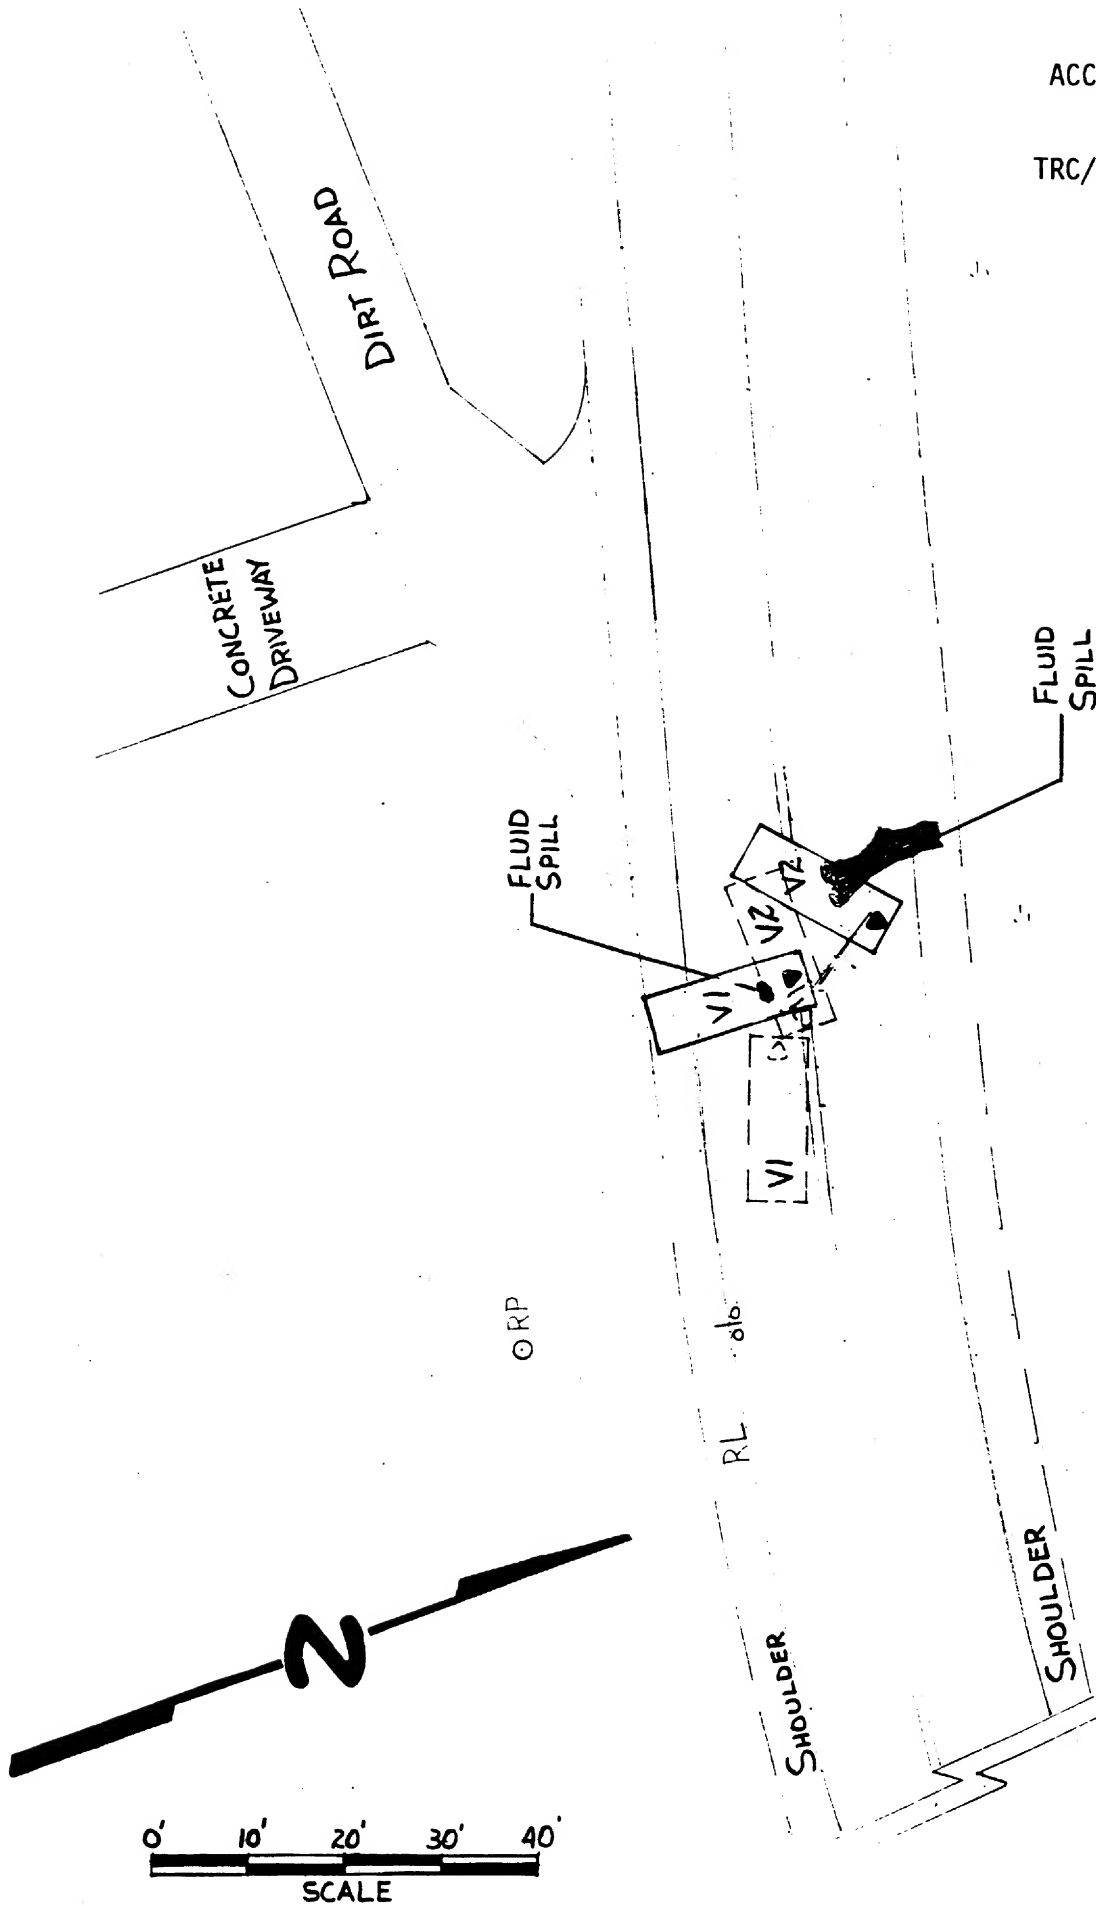 ACC
TRC/
DIRT ROAD
CONCRETE
DRIVEWAY
FLUID
SPILL
FLUID
SPILL
V2
V2
V1
V1
RP
RL
SHOULDER
SHOULDER
N
0' 10' 20' 30' 40'
SCALE